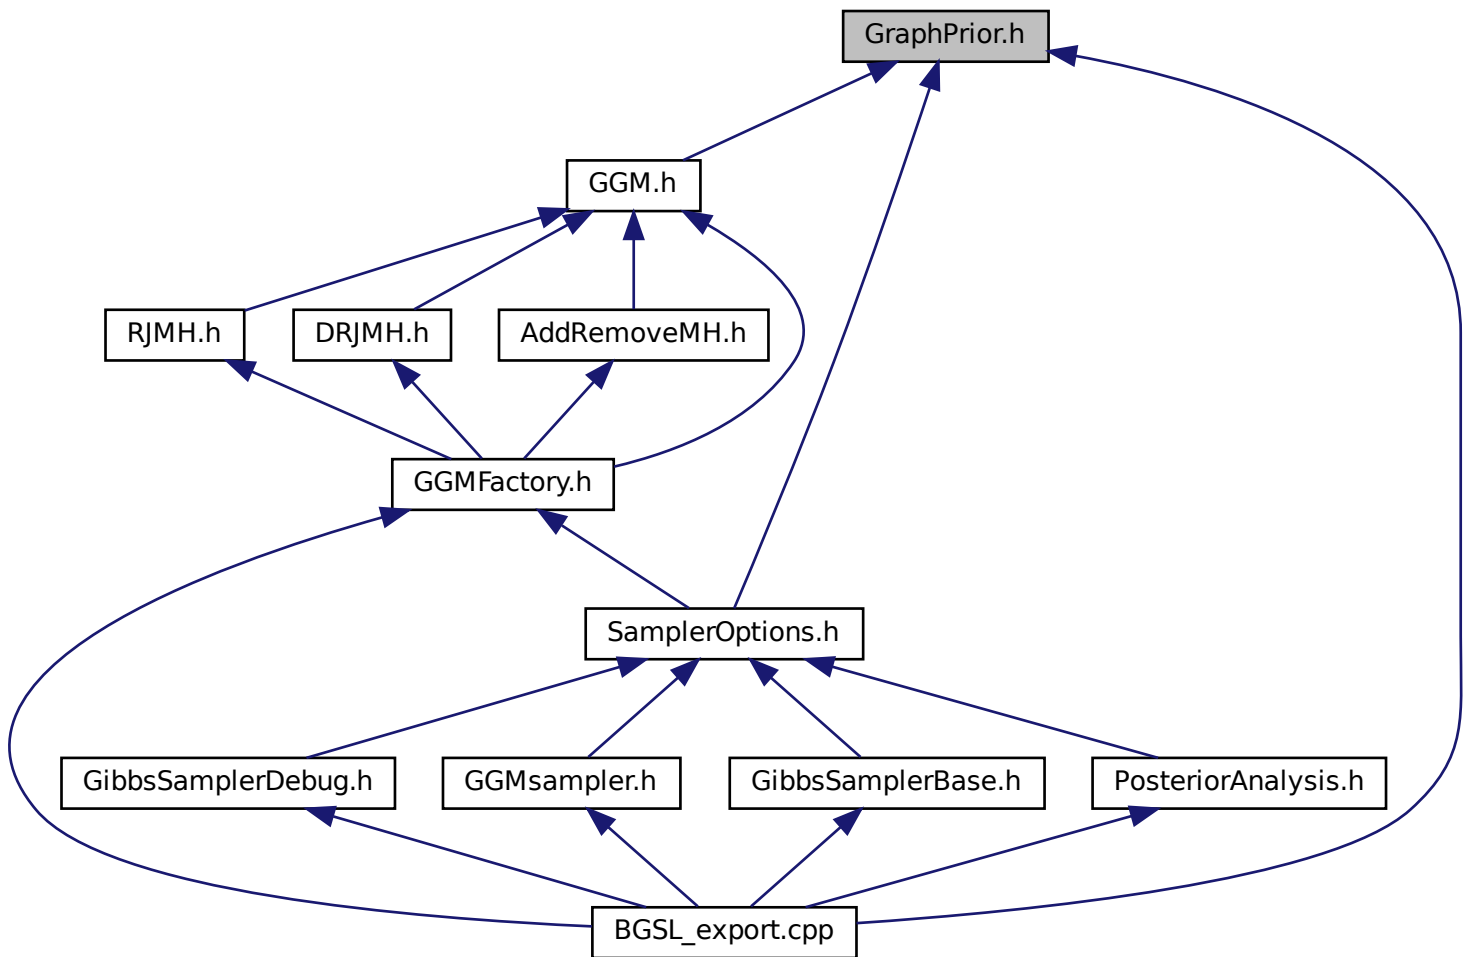 GraphPrior.h
GGM.h
RJMH.h
DRJMH.h
AddRemoveMH.h
GGMFactory.h
SamplerOptions.h
GibbsSamplerDebug.h
GGMsampler.h
GibbsSamplerBase.h
PosteriorAnalysis.h
BGSL_export.cpp